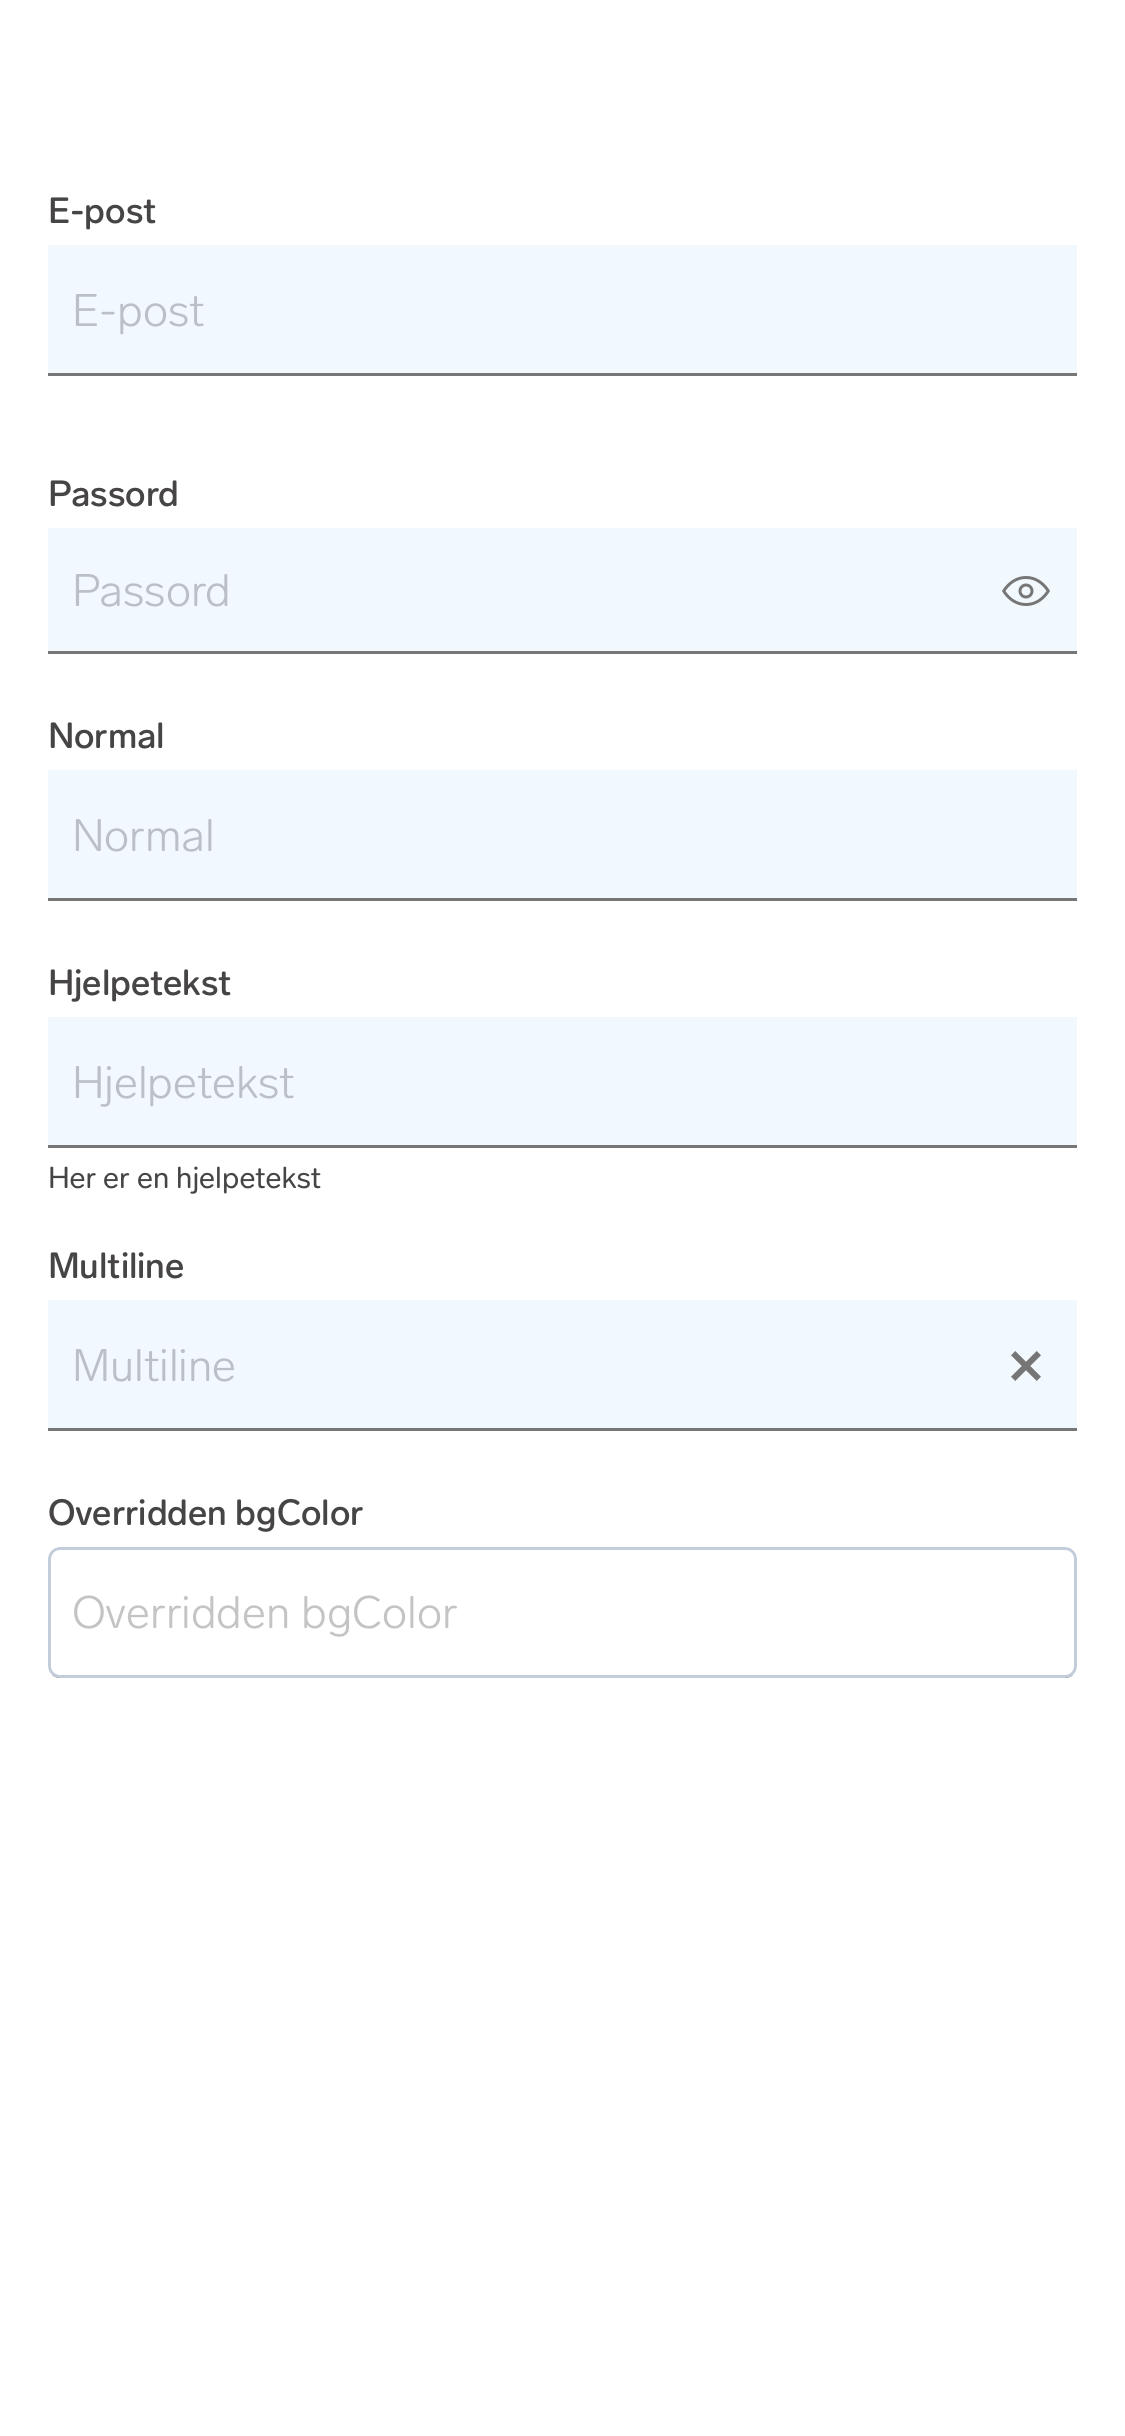 E-post
E-post
Passord
Passord
Normal
Normal
Hjelpetekst
Hjelpetekst
Her er en hjelpetekst
Multiline
Multiline
Overridden bgColor
Overridden bgColor